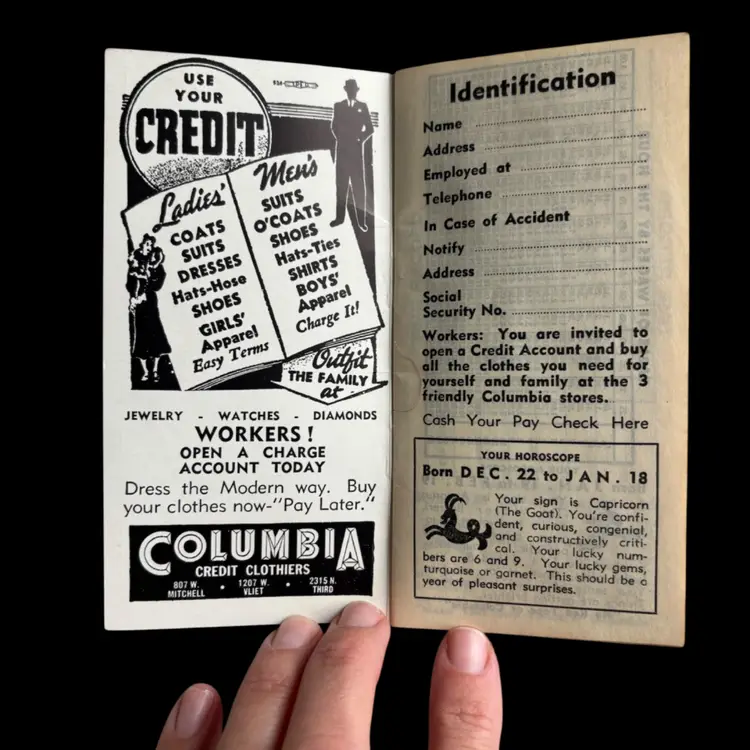 USE
YOUR
CREDIT
Ladies'
COATS
SUITS
DRESSES
Hats-Hose
SHOES
GIRLS'
Apparel
Easy Terms
Men's
SUITS
O'COATS
SHOES
Hats-Ties
SHIRTS
BOYS'
Apparel
Charge It!
Outfit
THE FAMILY
at
JEWELRY - WATCHES - DIAMONDS
WORKERS!
OPEN A CHARGE
ACCOUNT TODAY
Dress the Modern way. Buy
your clothes now-"Pay Later."
COLUMBIA
CREDIT CLOTHIERS
807 W. MITCHELL • 1207 W. VLIET • 2315 N. THIRD
Identification
Name
Address
Employed at
Telephone
In Case of Accident
Notify
Address
Social
Security No.
Workers: You are invited to
open a Credit Account and buy
all the clothes you need for
yourself and family at the 3
friendly Columbia stores.
Cash Your Pay Check Here
YOUR HOROSCOPE
Born DEC. 22 to JAN. 18
Your sign is Capricorn
(The Goat). You're confi-
dent, curious, congenial,
and constructively criti-
cal. Your lucky num-
bers are 6 and 9. Your lucky gems,
turquoise or garnet. This should be a
year of pleasant surprises.